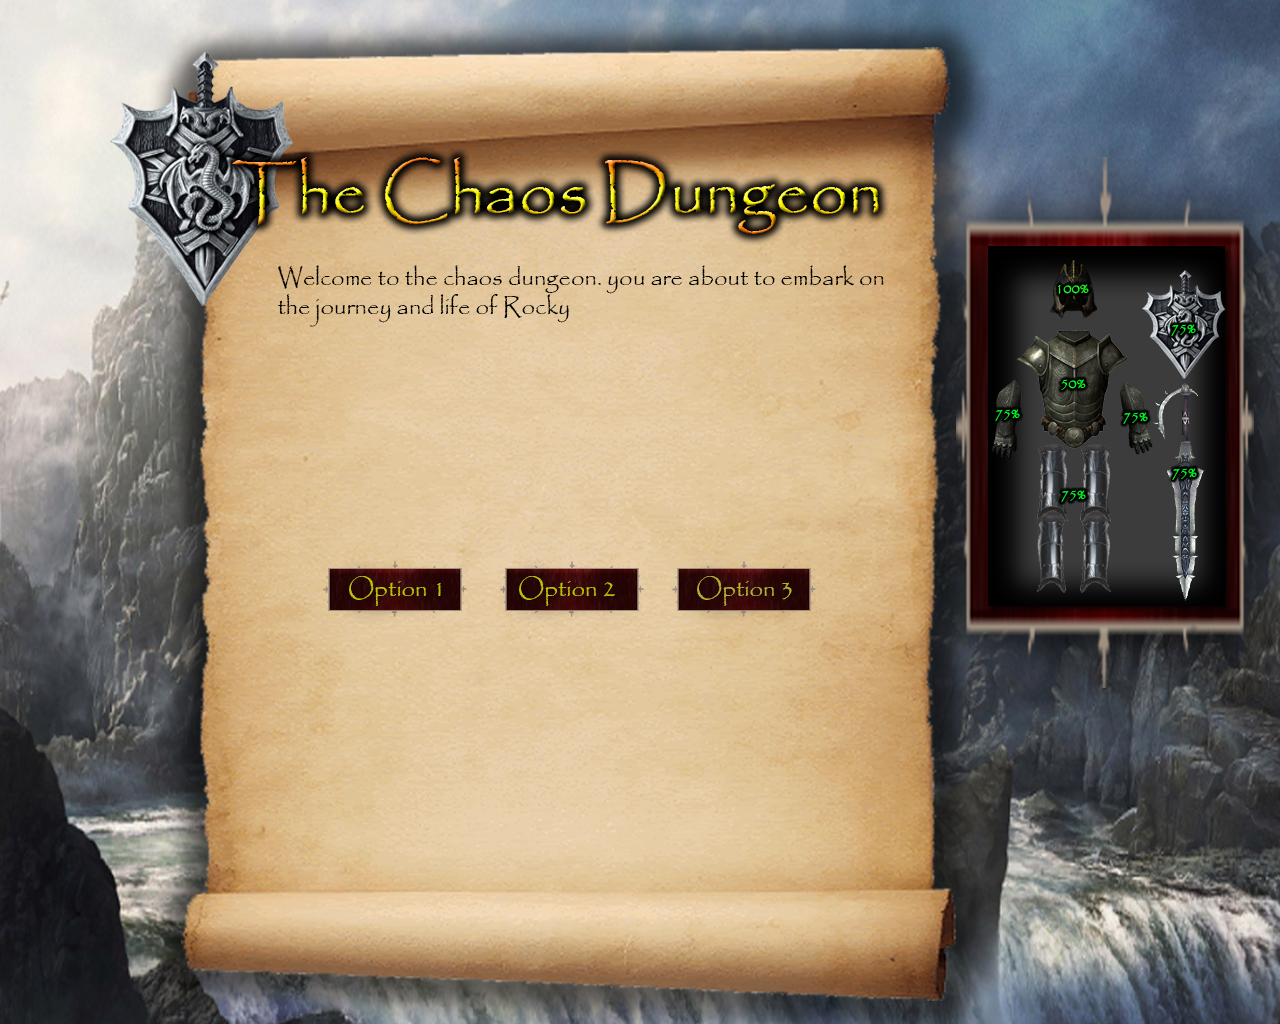 The Chaos Dungeon
Welcome to the chaos dungeon. you are about to embark on
the journey and life of Rocky
Option 1
Option 2
Option 3
100%
75%
50%
75%
75%
75%
75%